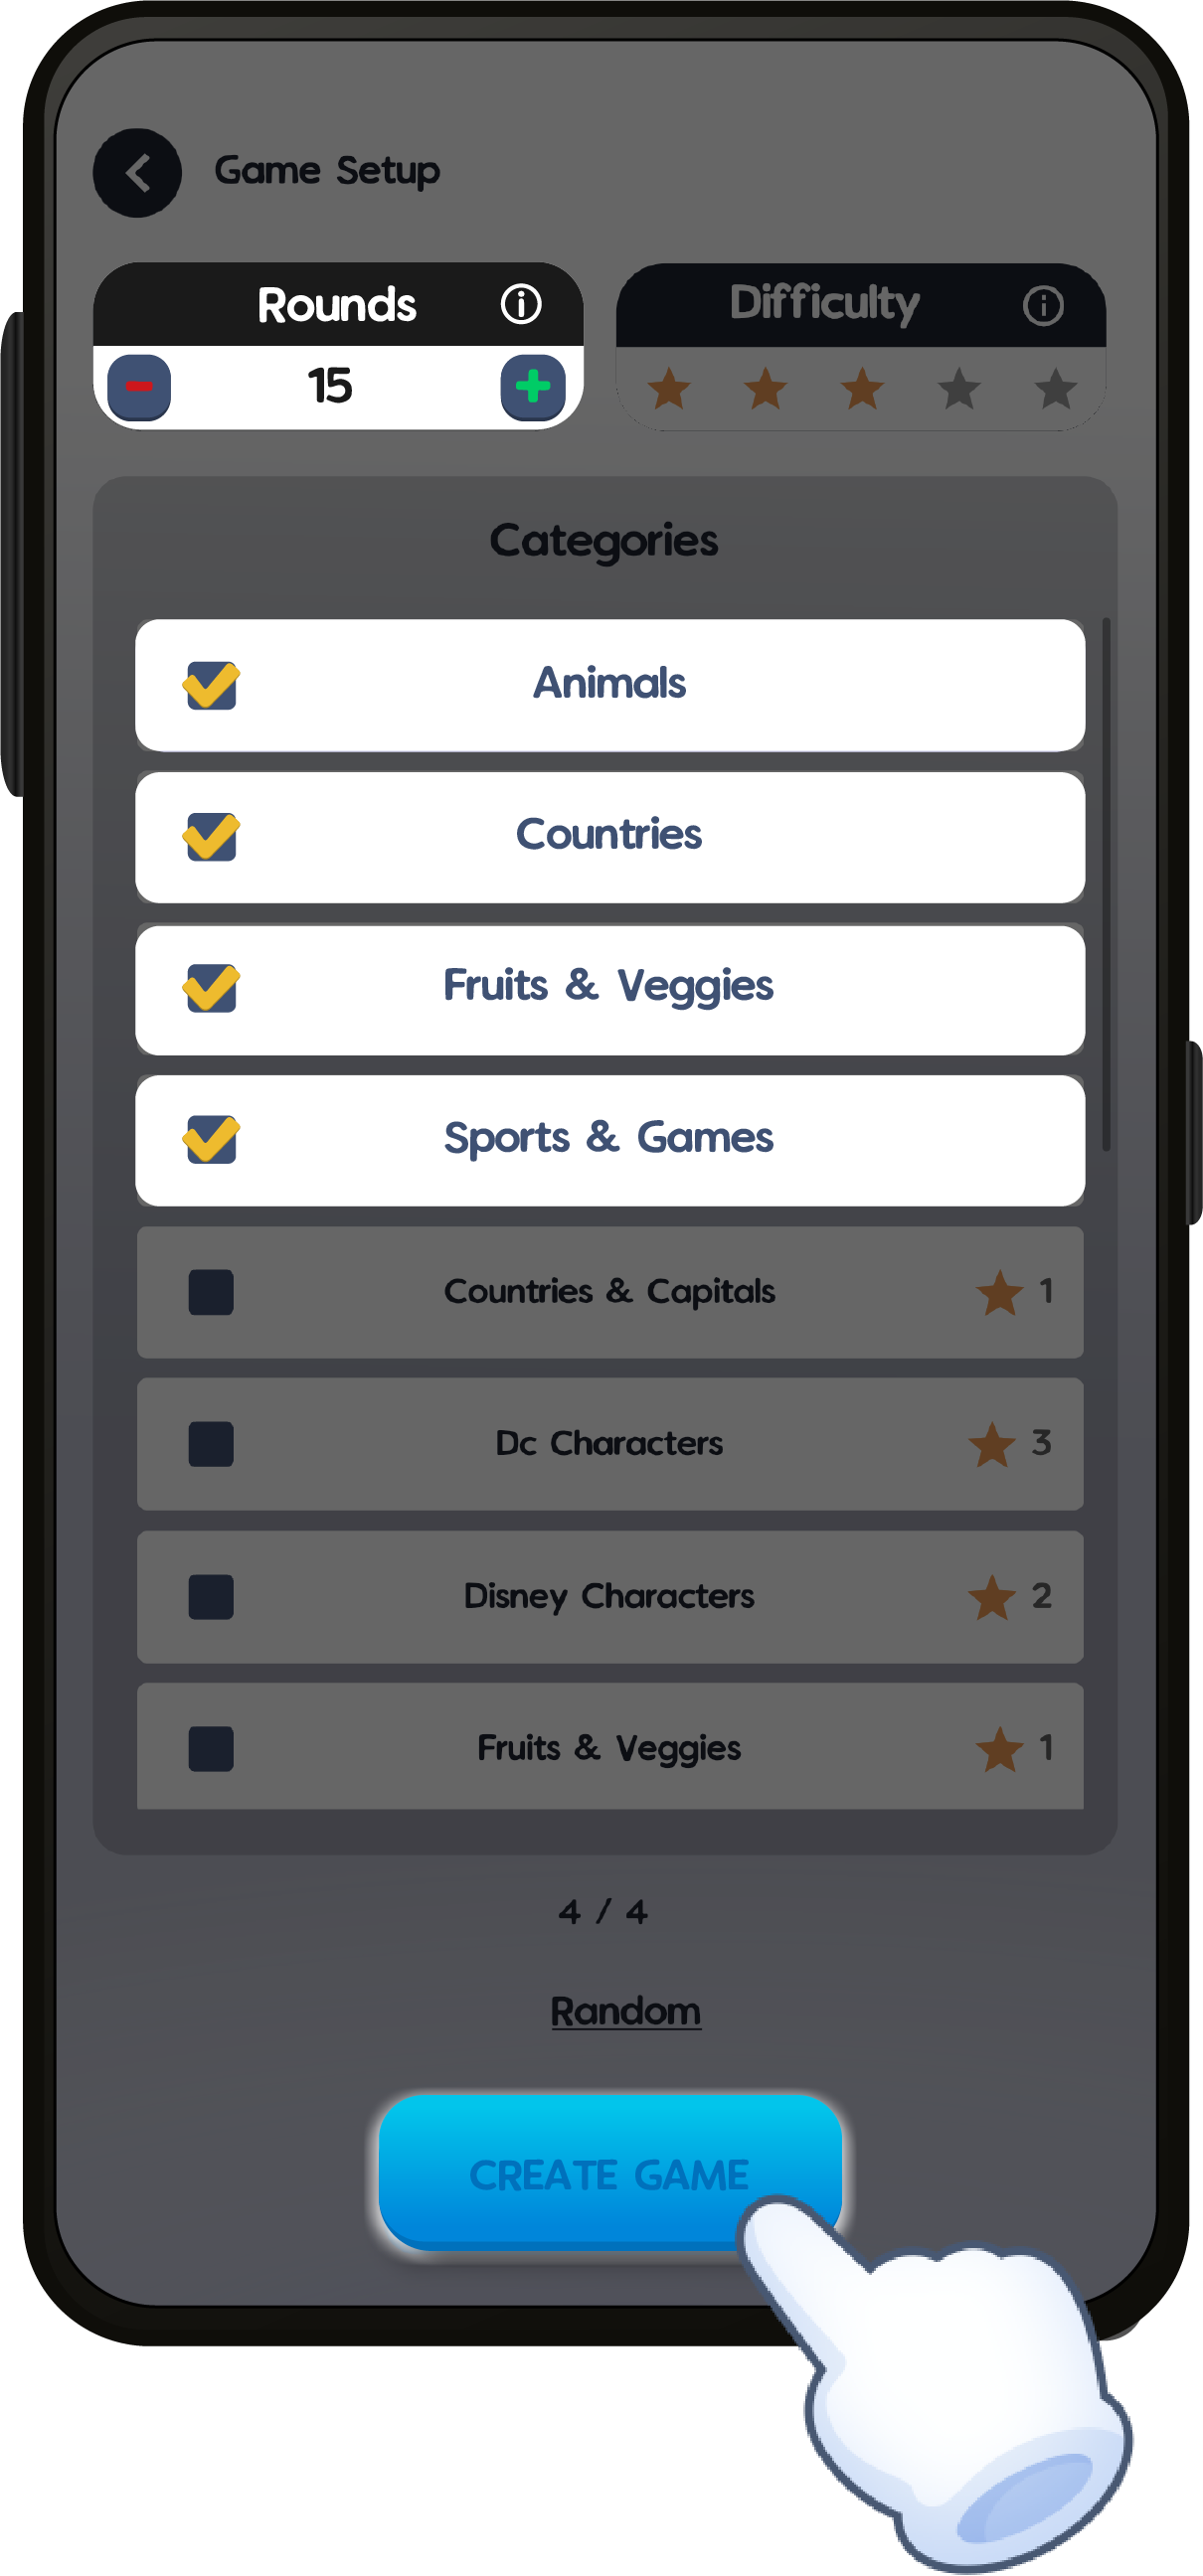 Game Setup
Rounds
Difficulty
15
Categories
Animals
Countries
Fruits & Veggies
Sports & Games
Countries & Capitals 1
Dc Characters 3
Disney Characters 2
Fruits & Veggies 1
4 / 4
Random
CREATE GAME